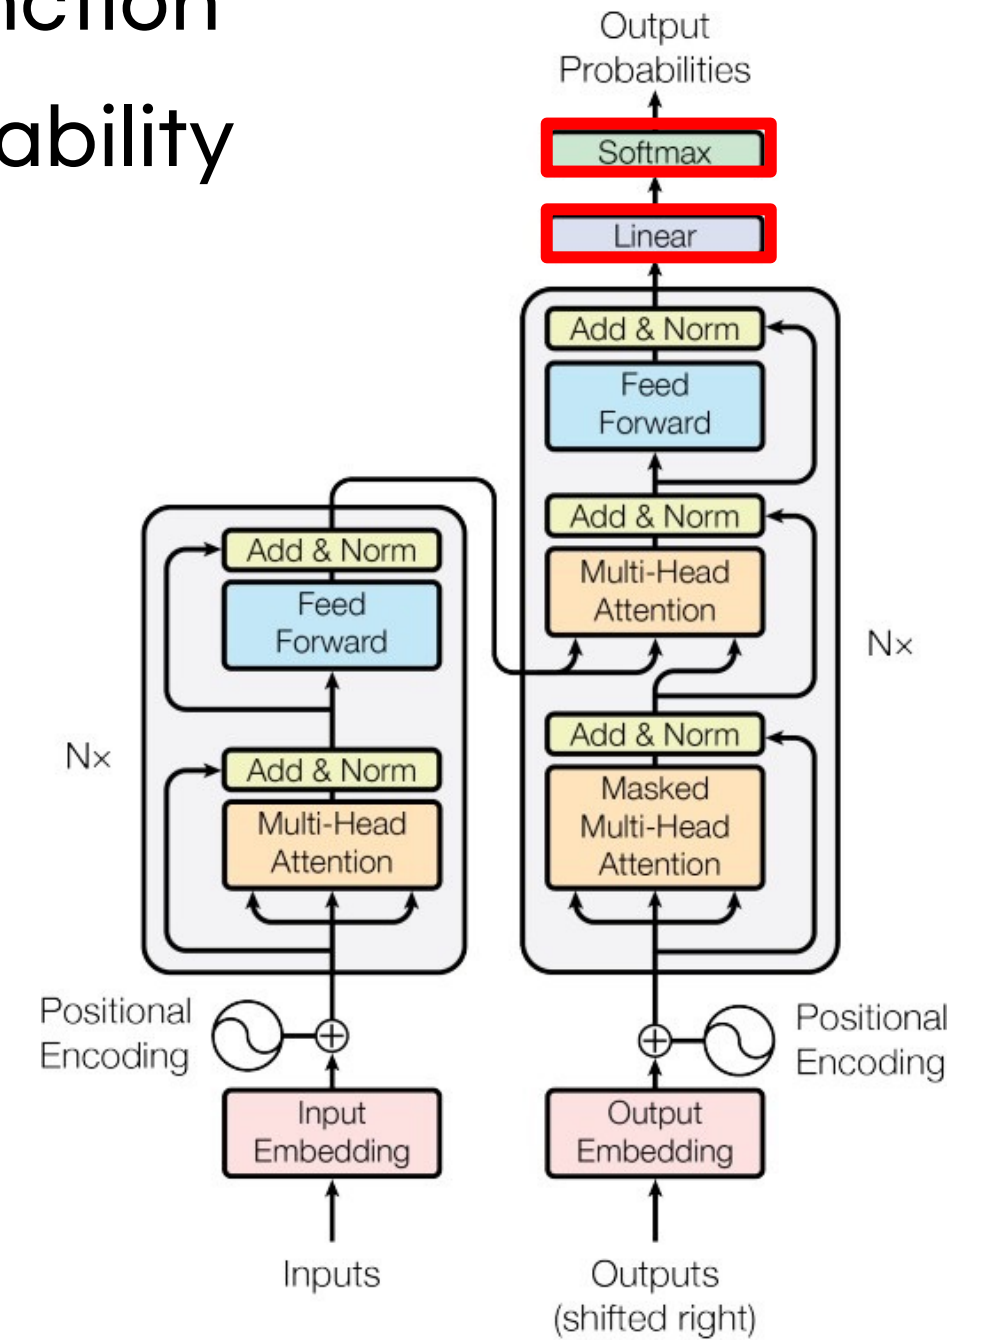 ability
Output
Probabilities
Softmax
Linear
Add & Norm
Feed
Forward
Add & Norm
Multi-Head
Attention
Nx
Add & Norm
Masked
Multi-Head
Attention
Add & Norm
Feed
Forward
Nx
Add & Norm
Multi-Head
Attention
Positional
Encoding
Positional
Encoding
Input
Embedding
Output
Embedding
Inputs
Outputs
(shifted right)